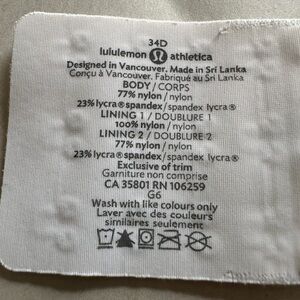 34D
lululemon athletica
Designed in Vancouver. Made in Sri Lanka
Conçu à Vancouver. Fabriqué au Sri Lanka
BODY / CORPS
77% nylon / nylon
23% lycra® spandex / spandex lycra®
LINING 1 / DOUBLURE 1
100% nylon / nylon
LINING 2 / DOUBLURE 2
77% nylon / nylon
23% lycra® spandex / spandex lycra®
Exclusive of trim
Garniture non comprise
CA 35801 RN 106259
G6
Wash with like colours only
Laver avec des couleurs
similaires seulement